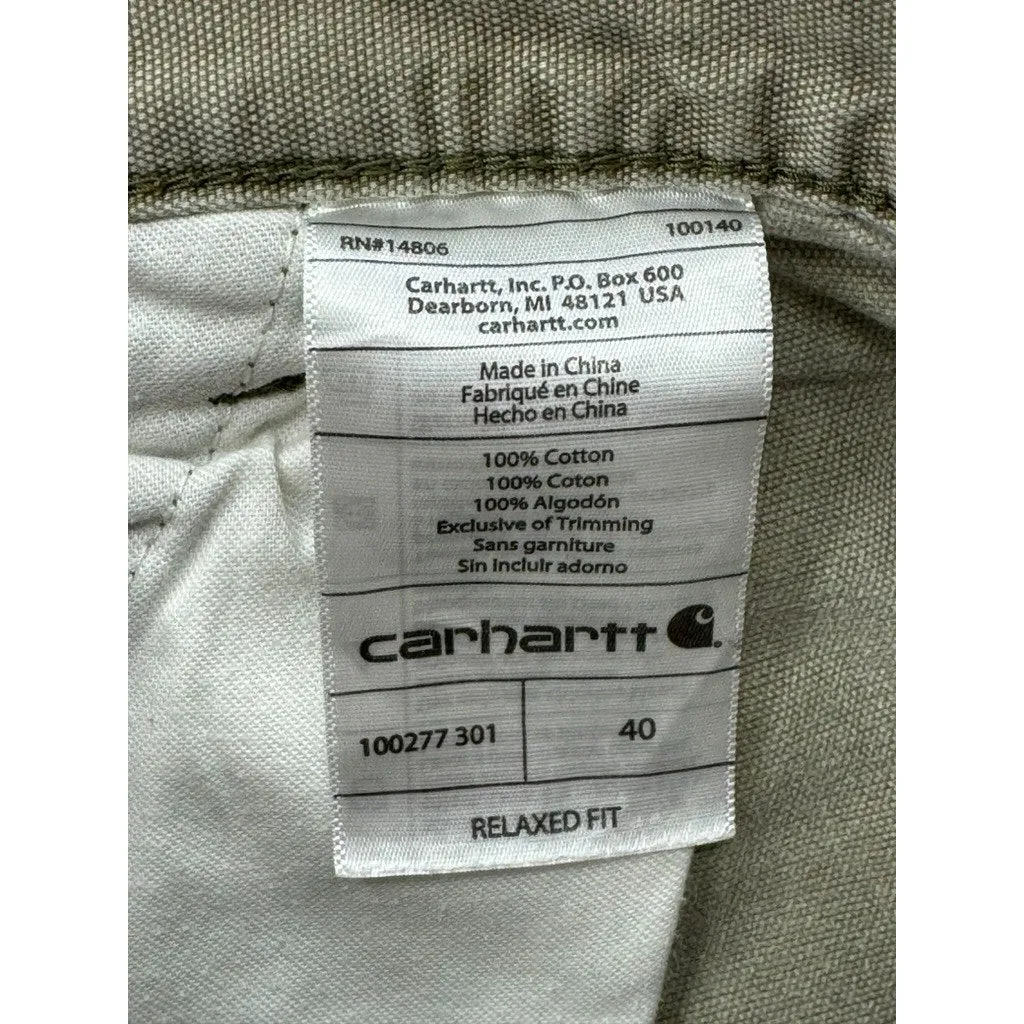 RN#14806 100140
Carhartt, Inc. P.O. Box 600
Dearborn, MI 48121 USA
carhartt.com
Made in China
Fabriqué en Chine
Hecho en China
100% Cotton
100% Coton
100% Algodón
Exclusive of Trimming
Sans garniture
Sin incluir adorno
carhartt
100277 301 40
RELAXED FIT